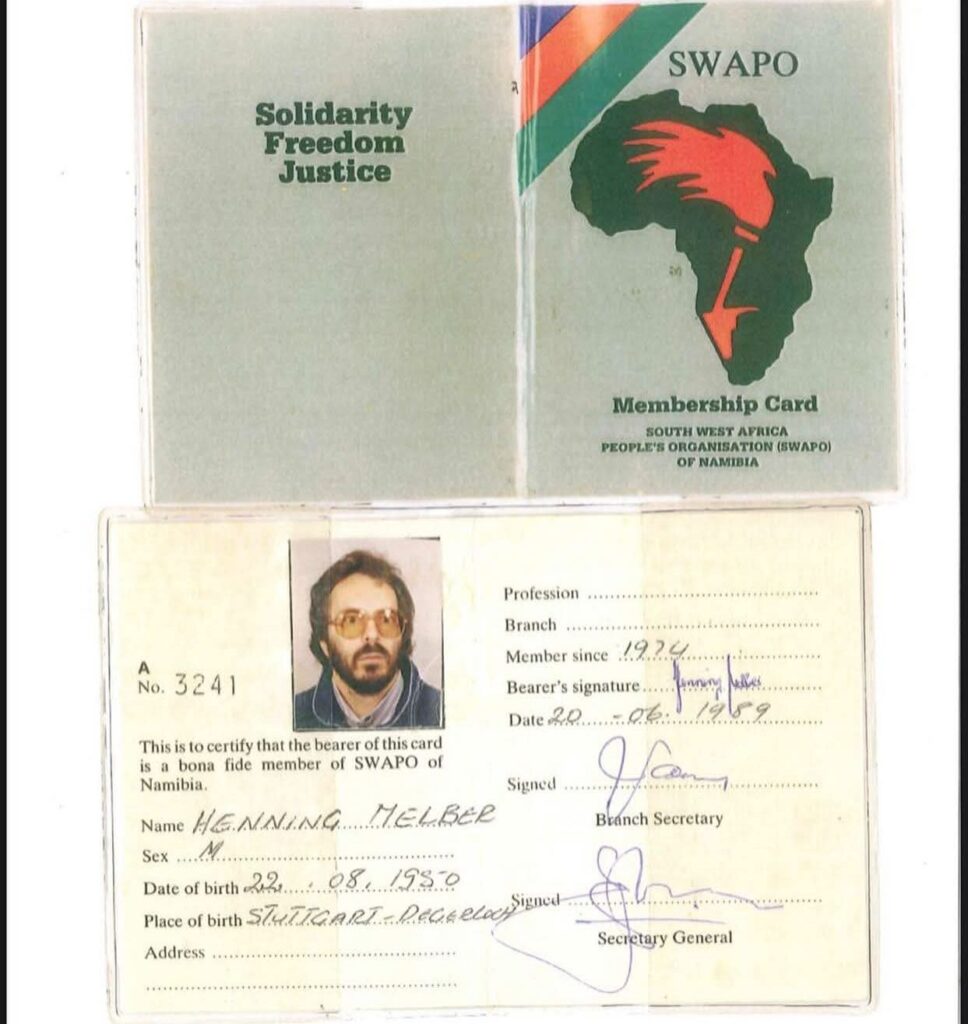 Solidarity
Freedom
Justice
SWAPO
Membership Card
SOUTH WEST AFRICA
PEOPLE'S ORGANISATION (SWAPO)
OF NAMIBIA
A
No. 3241
This is to certify that the bearer of this card
is a bona fide member of SWAPO of
Namibia.
Name HENNING MELBER
Sex M
Date of birth 22. 08. 1950
Place of birth STUTTGART-DEGERLOCH
Address
Profession
Branch
Member since 1974
Bearer's signature Henning Melber
Date 20 - 06. 1989
Signed
Branch Secretary
Signed
Secretary General